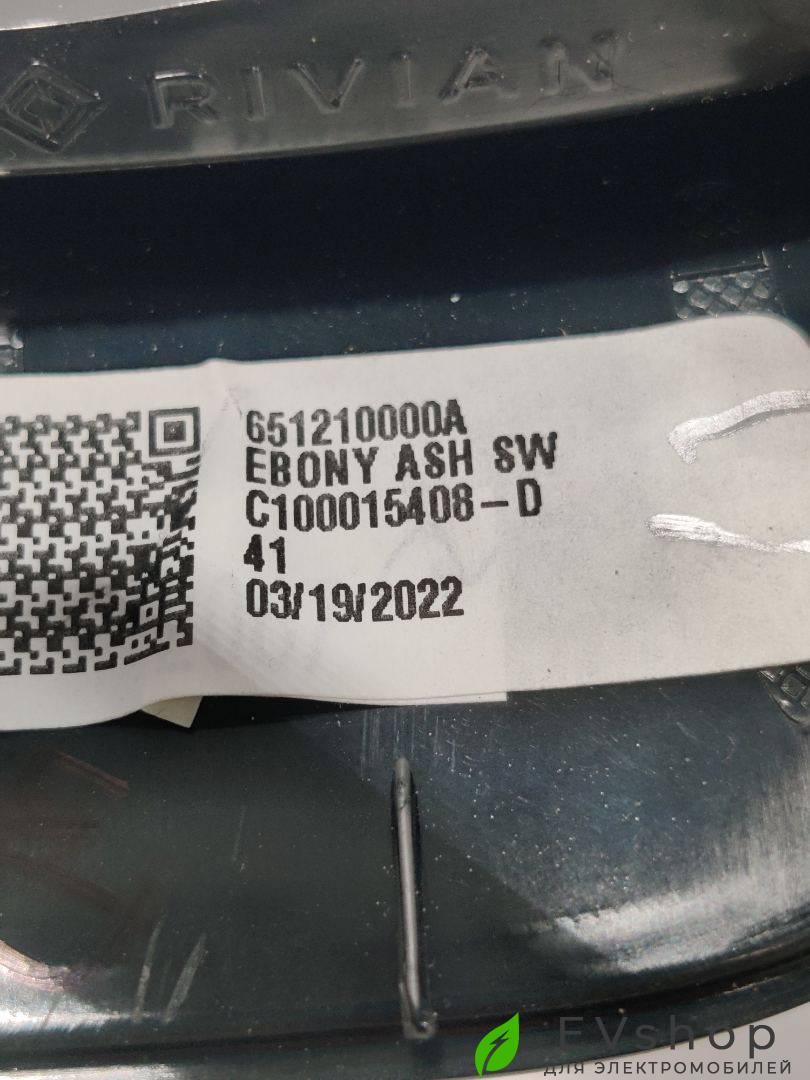 RIVIAN
651210000A
EBONY ASH SW
C100015408-D
41
03/19/2022
EVshop
ДЛЯ ЭЛЕКТРОМОБИЛЕЙ